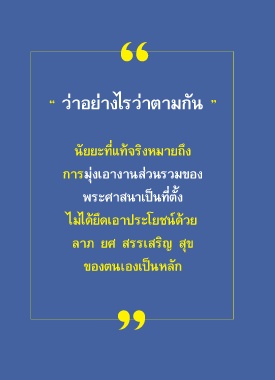 “ ว่าอย่างไรว่าตามกัน ”
นัยยะที่แท้จริงหมายถึง
การมุ่งเอางานส่วนรวมของ
พระศาสนาเป็นที่ตั้ง
ไม่ได้ยึดเอาประโยชน์ด้วย
ลาภ ยศ สรรเสริญ สุข
ของตนเองเป็นหลัก